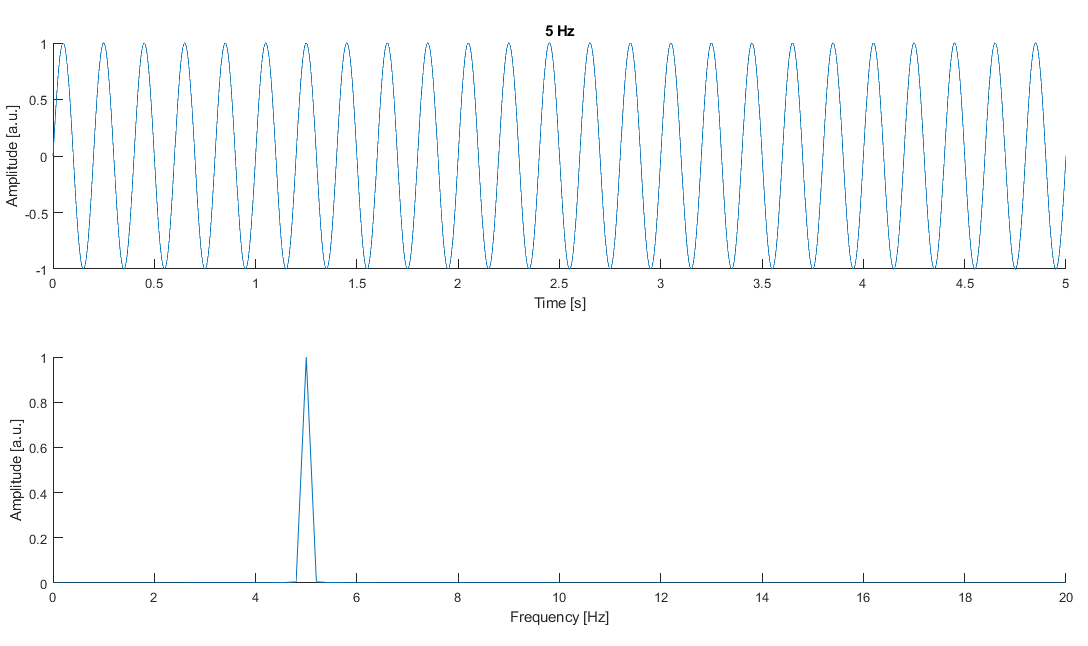 5 Hz
1
0.5
0
-0.5
-1
Amplitude [a.u.]
0 0.5 1 1.5 2 2.5 3 3.5 4 4.5 5
Time [s]
1
0.8
0.6
0.4
0.2
0
Amplitude [a.u.]
0 2 4 6 8 10 12 14 16 18 20
Frequency [Hz]